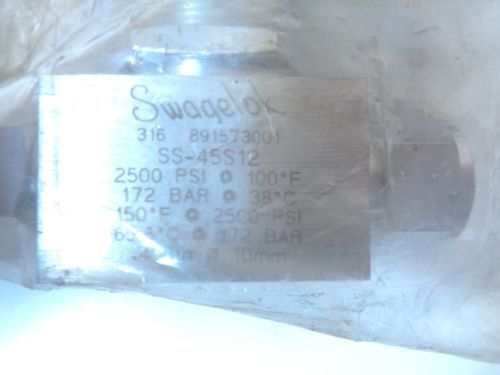 Swagelok
316 891573001
SS-45S12
2500 PSI @ 100°F
172 BAR @ 38°C
150°F @ 2500 PSI
°C @ 172 BAR
Ø 10mm